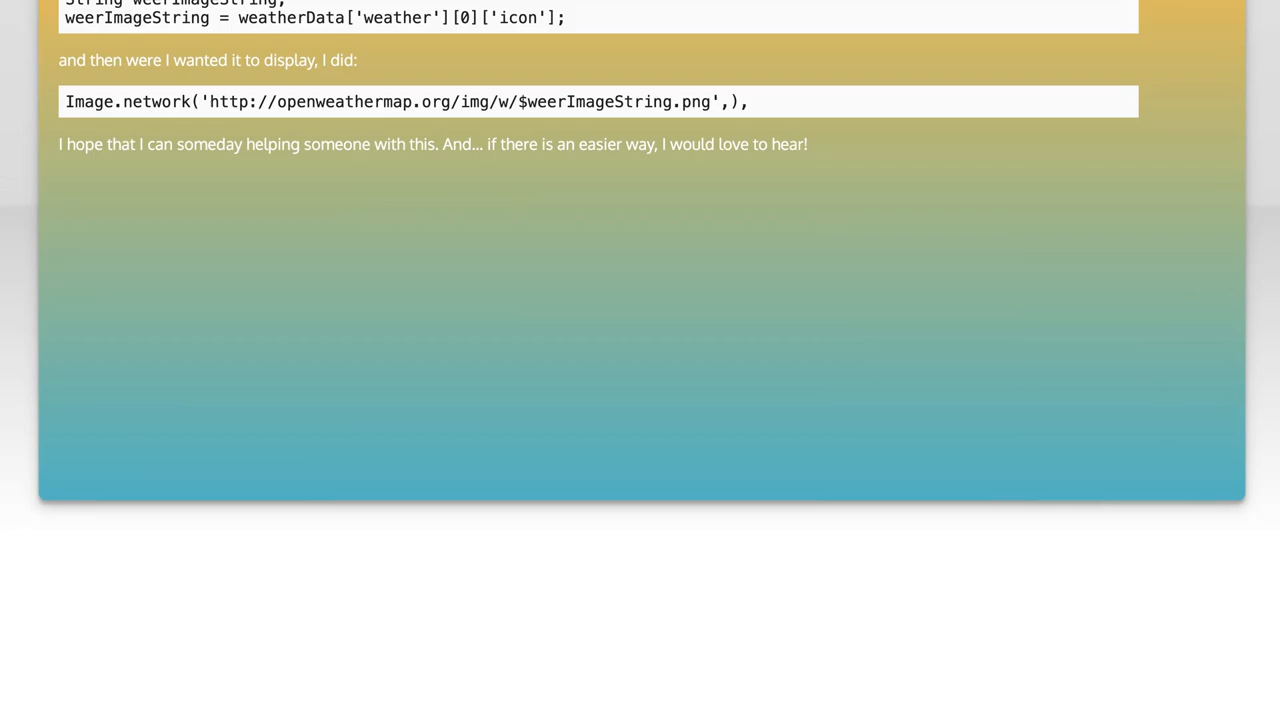 String weerImageString;
weerImageString = weatherData['weather'][0]['icon'];
and then were I wanted it to display, I did:
Image.network('http://openweathermap.org/img/w/$weerImageString.png',),
I hope that I can someday helping someone with this. And... if there is an easier way, I would love to hear!